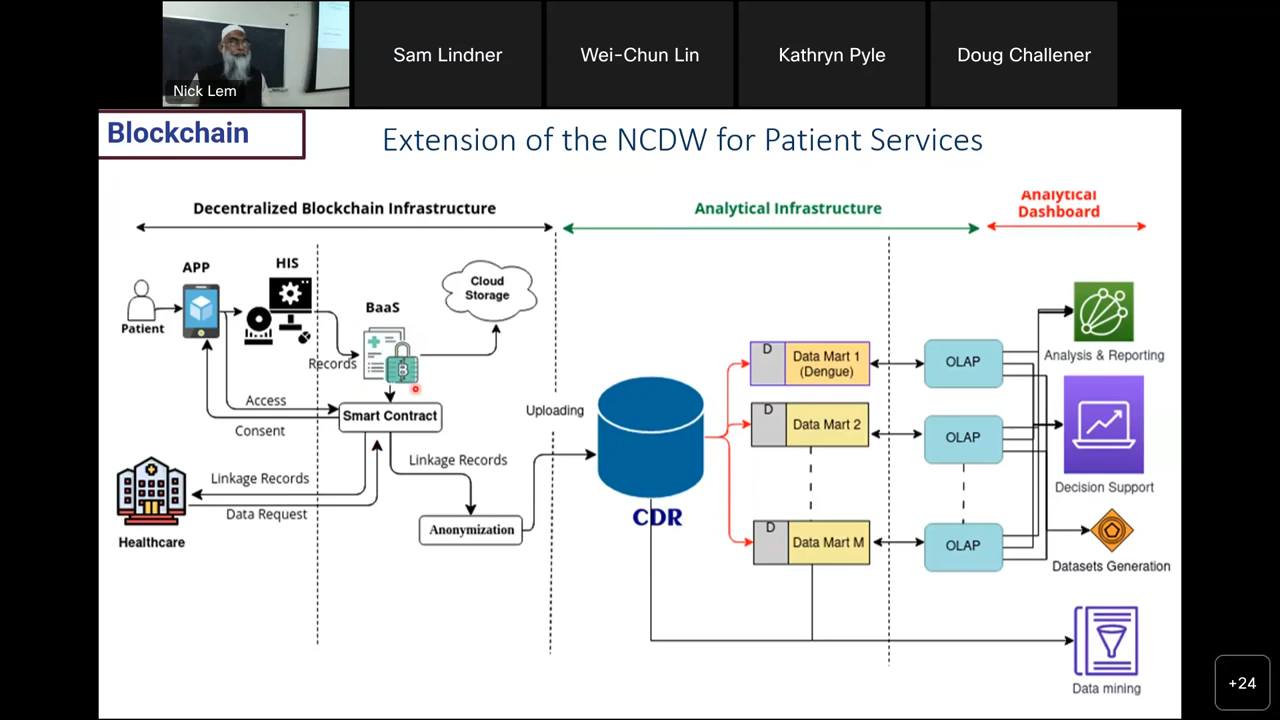 Nick Lem
Sam Lindner
Wei-Chun Lin
Kathryn Pyle
Doug Challener
Blockchain
Extension of the NCDW for Patient Services
Decentralized Blockchain Infrastructure
Analytical Infrastructure
Analytical
Dashboard
APP
HIS
Patient
BaaS
Cloud
Storage
Records
Access
Consent
Smart Contract
Linkage Records
Data Request
Healthcare
Linkage Records
Anonymization
Uploading
CDR
D
Data Mart 1
(Dengue)
D
Data Mart 2
D
Data Mart M
OLAP
OLAP
OLAP
Analysis & Reporting
Decision Support
Datasets Generation
Data mining
+24